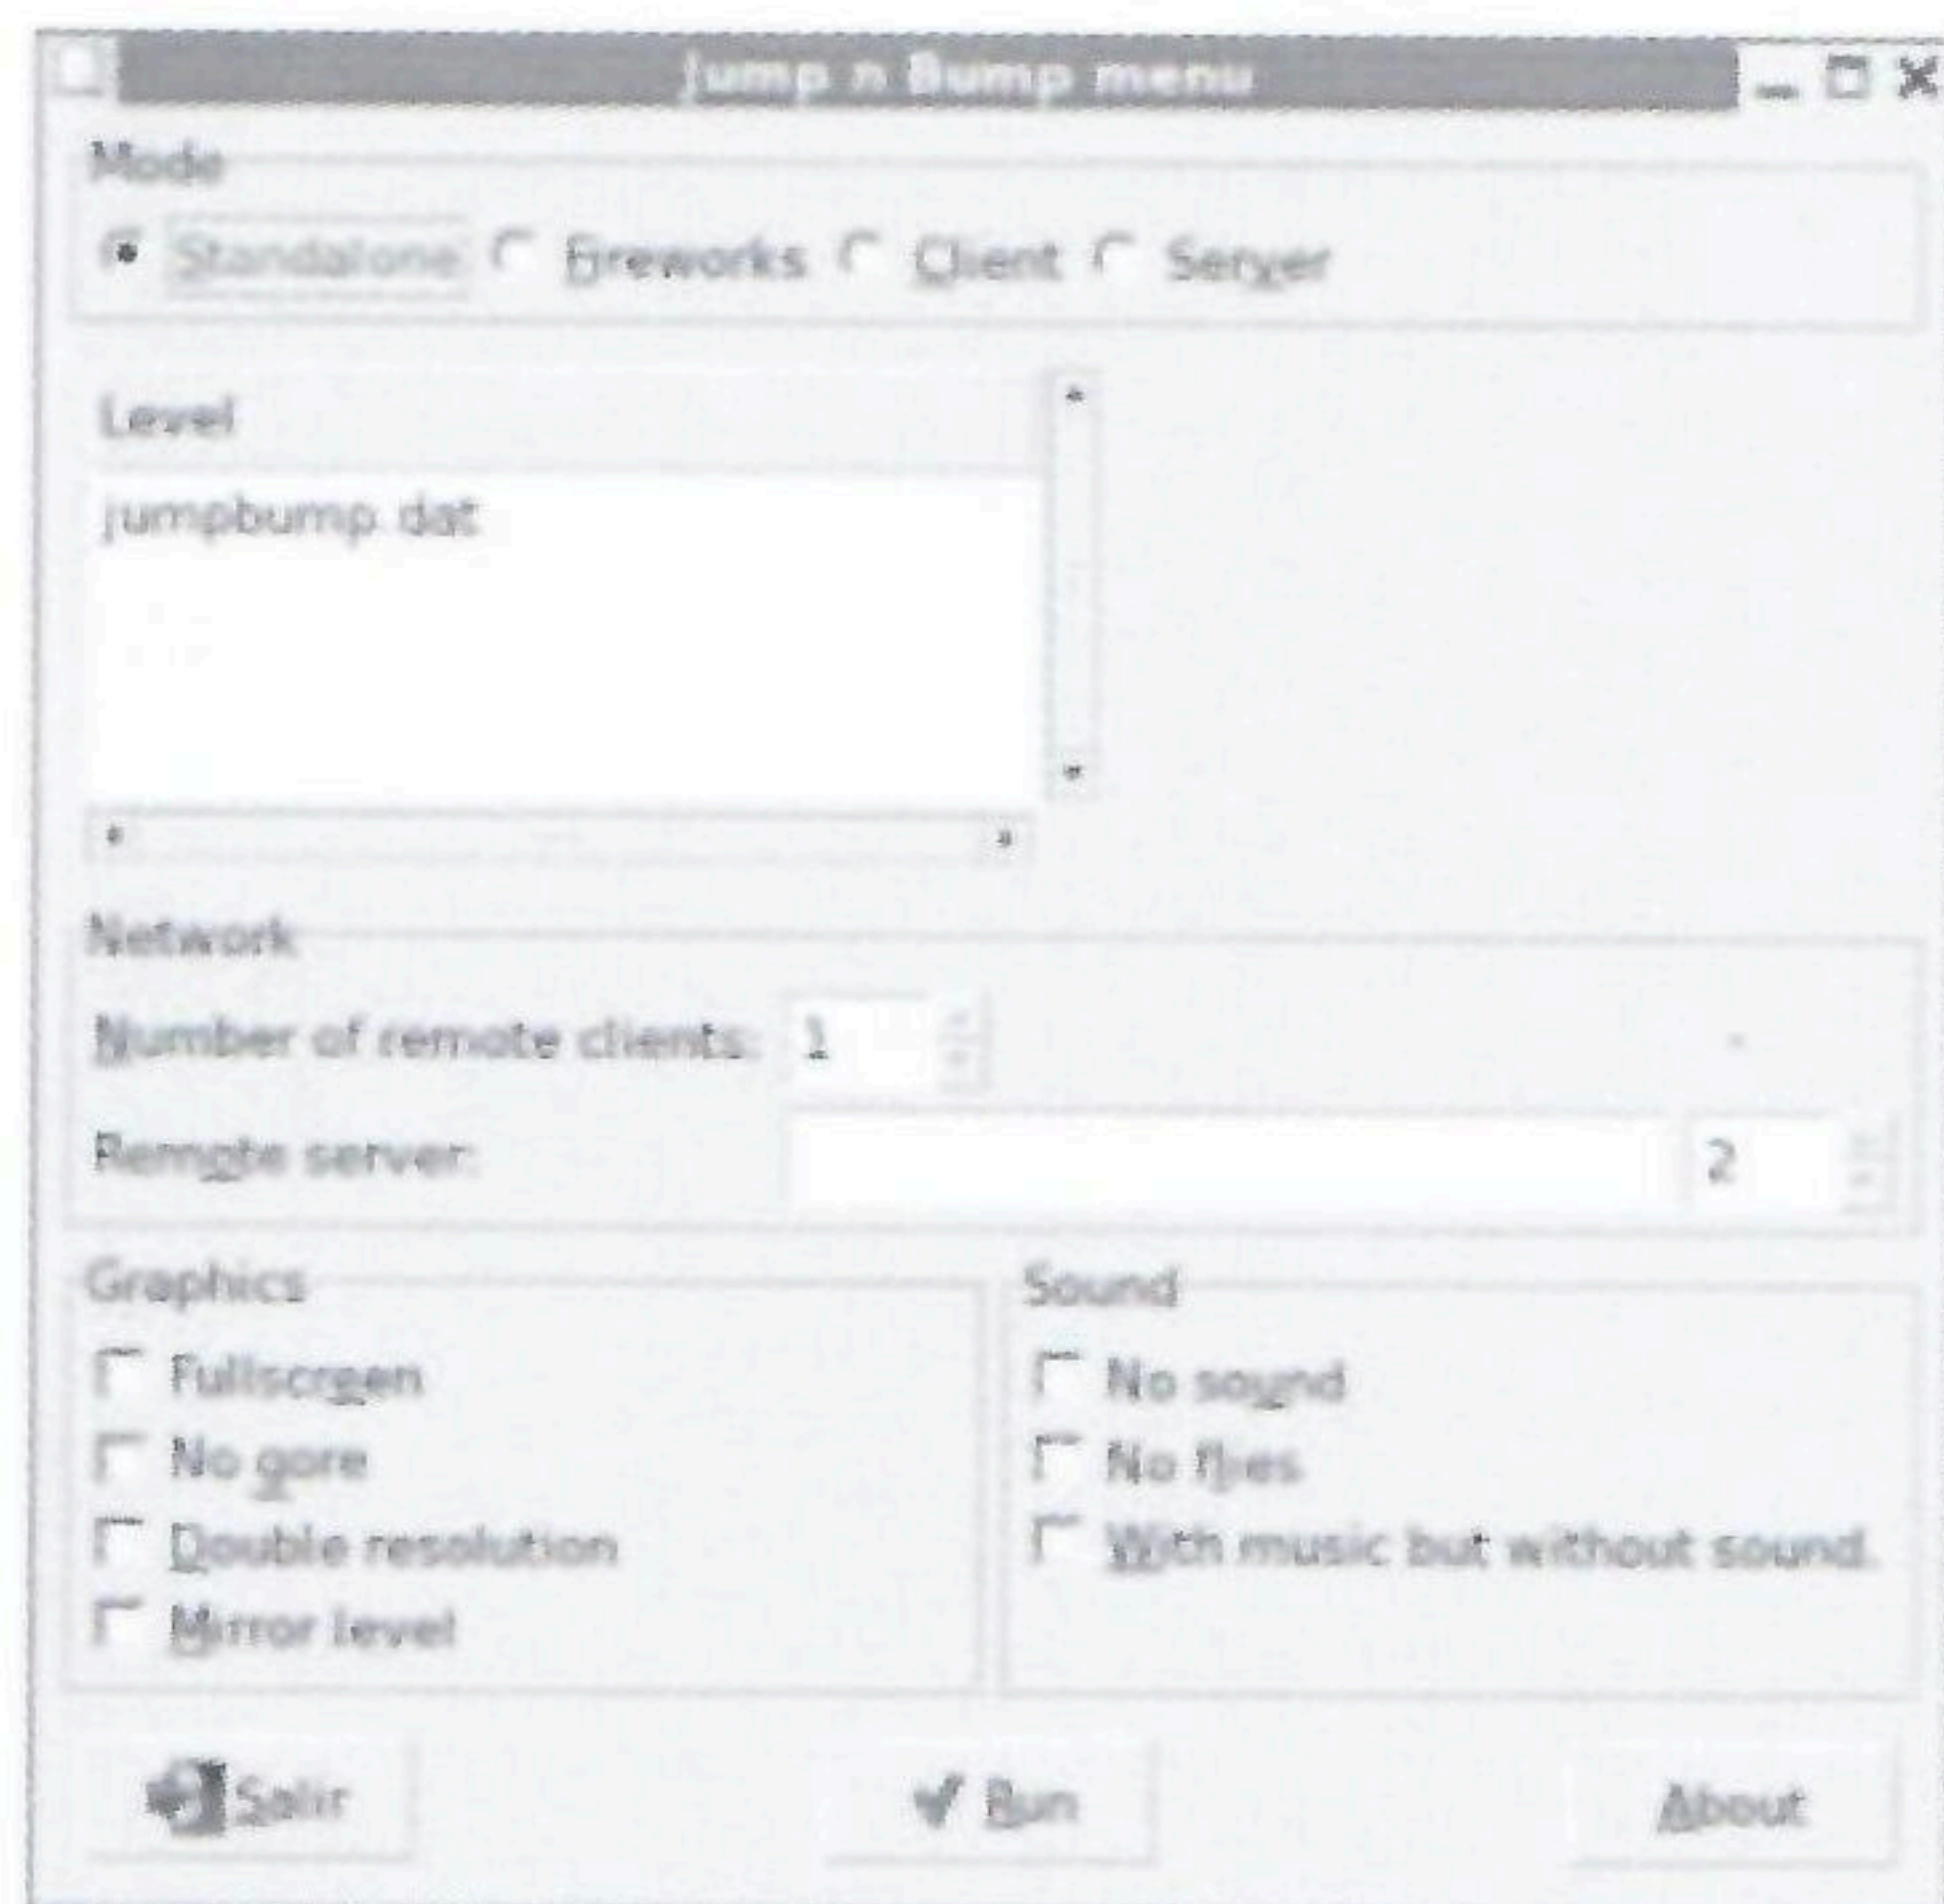 Jump n Bump menu
Mode
Standalone Fireworks Client Server
Level
jumpbump.dat
Network
Number of remote clients: 1
Remote server: 2
Graphics
Fullscreen
No gore
Double resolution
Mirror level
Sound
No sound
No flies
With music but without sound.
Salir Run About